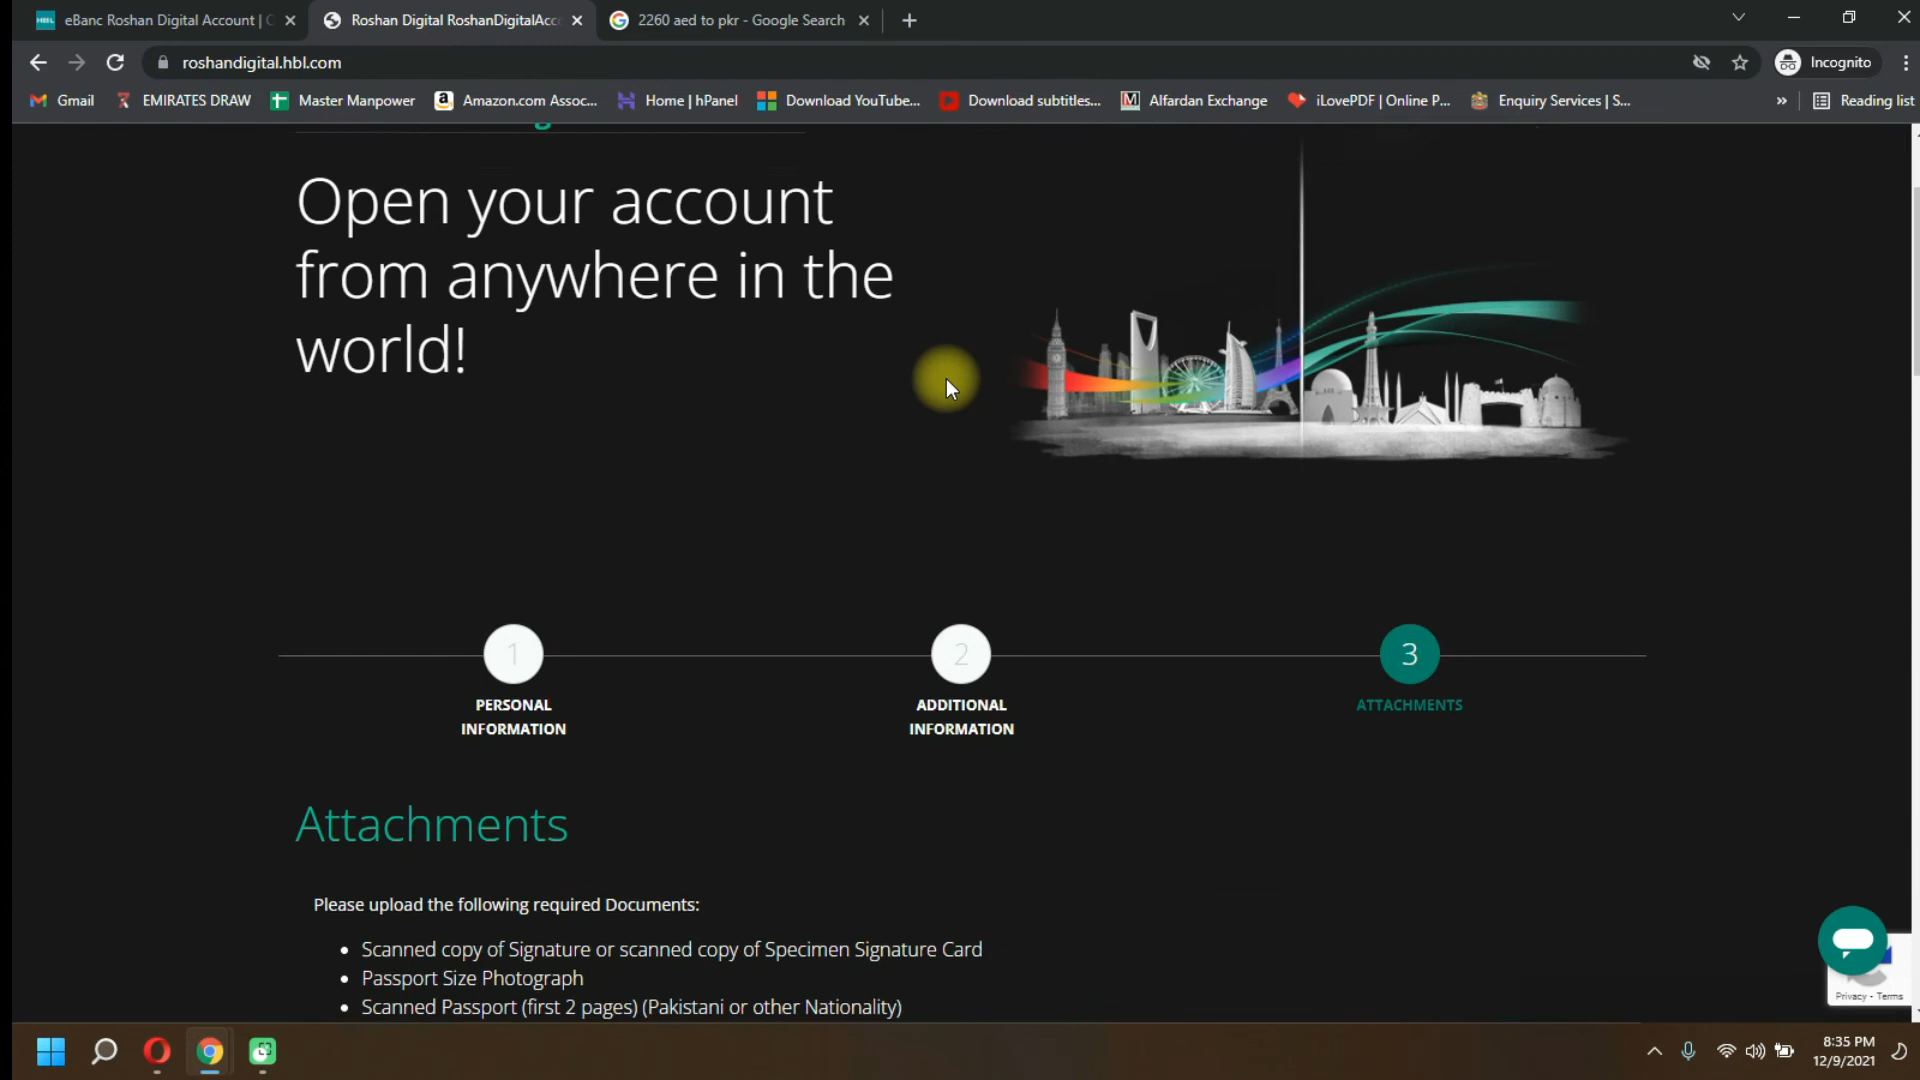 HBL eBanc Roshan Digital Account |
Roshan Digital RoshanDigitalAcc
2260 aed to pkr - Google Search
roshandigital.hbl.com
Incognito
Gmail
EMIRATES DRAW
Master Manpower
Amazon.com Assoc...
Home | hPanel
Download YouTube...
Download subtitles...
Alfardan Exchange
iLovePDF | Online P...
Enquiry Services | S...
»
Reading list
Open your account
from anywhere in the
world!
1
2
3
PERSONAL
INFORMATION
ADDITIONAL
INFORMATION
ATTACHMENTS
Attachments
Please upload the following required Documents:
• Scanned copy of Signature or scanned copy of Specimen Signature Card
• Passport Size Photograph
• Scanned Passport (first 2 pages) (Pakistani or other Nationality)
Privacy - Terms
8:35 PM
12/9/2021